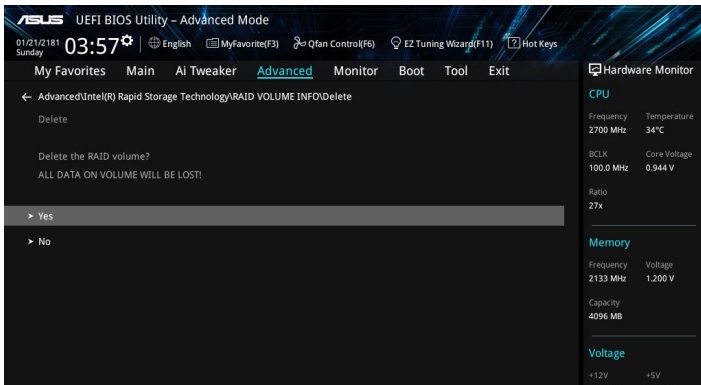 ASUS UEFI BIOS Utility – Advanced Mode
01/21/2181 Sunday 03:57 English MyFavorite(F3) Qfan Control(F6) EZ Tuning Wizard(F11) ? Hot Keys
My Favorites Main Ai Tweaker Advanced Monitor Boot Tool Exit
← Advanced\Intel(R) Rapid Storage Technology\RAID VOLUME INFO\Delete
Delete
Delete the RAID volume?
ALL DATA ON VOLUME WILL BE LOST!
> Yes
> No
Hardware Monitor
CPU
Frequency Temperature
2700 MHz 34°C
BCLK Core Voltage
100.0 MHz 0.944 V
Ratio
27x
Memory
Frequency Voltage
2133 MHz 1.200 V
Capacity
4096 MB
Voltage
+12V +5V